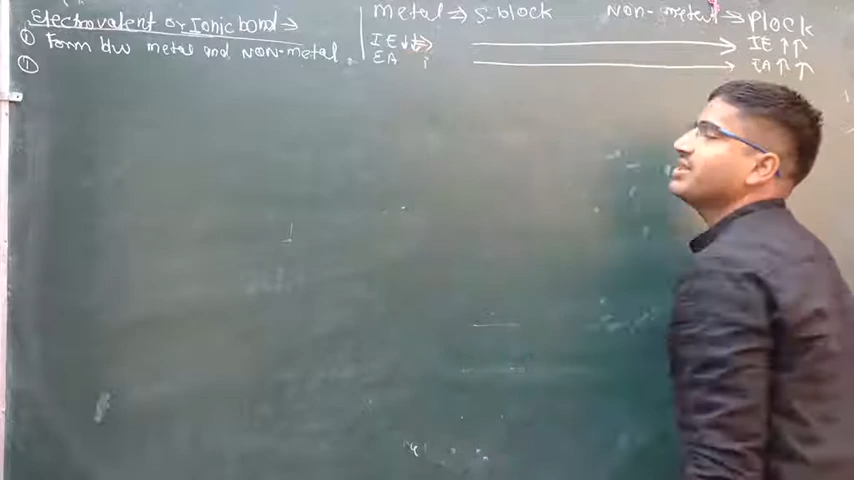 Electrovalent or Ionic bond →
① Form b/w metal and non-metal.
①
metal ⇒ s-block
IE ↓↓
EA
non-metal ⇒ Plock
IE ↑↑
EA ↑↑